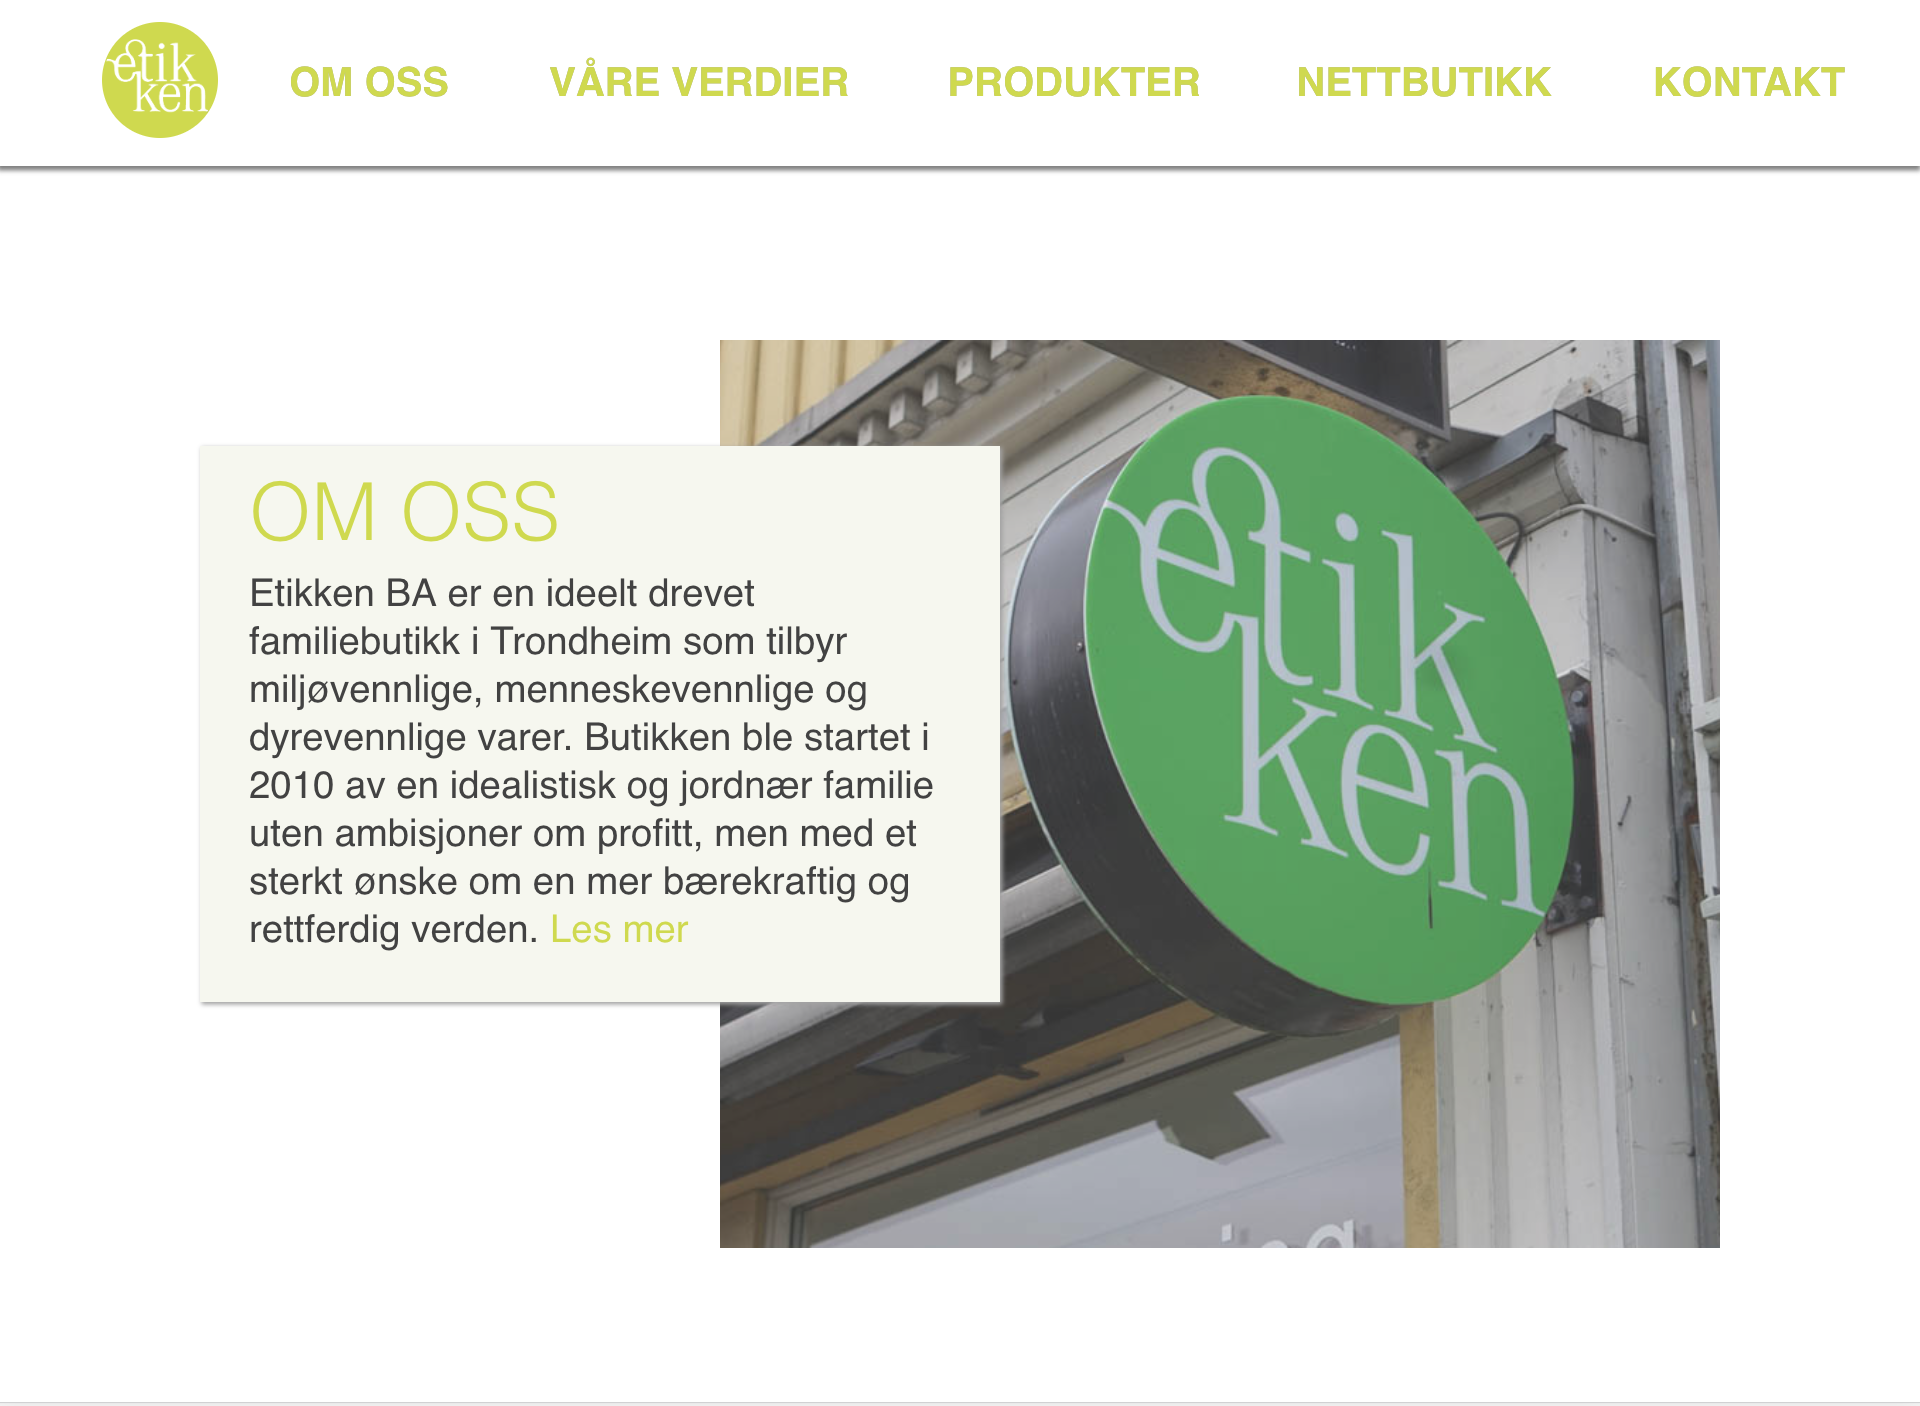 etik
ken
OM OSS
VÅRE VERDIER
PRODUKTER
NETTBUTIKK
KONTAKT
OM OSS
Etikken BA er en ideelt drevet
familiebutikk i Trondheim som tilbyr
miljøvennlige, menneskevennlige og
dyrevennlige varer. Butikken ble startet i
2010 av en idealistisk og jordnær familie
uten ambisjoner om profitt, men med et
sterkt ønske om en mer bærekraftig og
rettferdig verden. Les mer
etik
ken